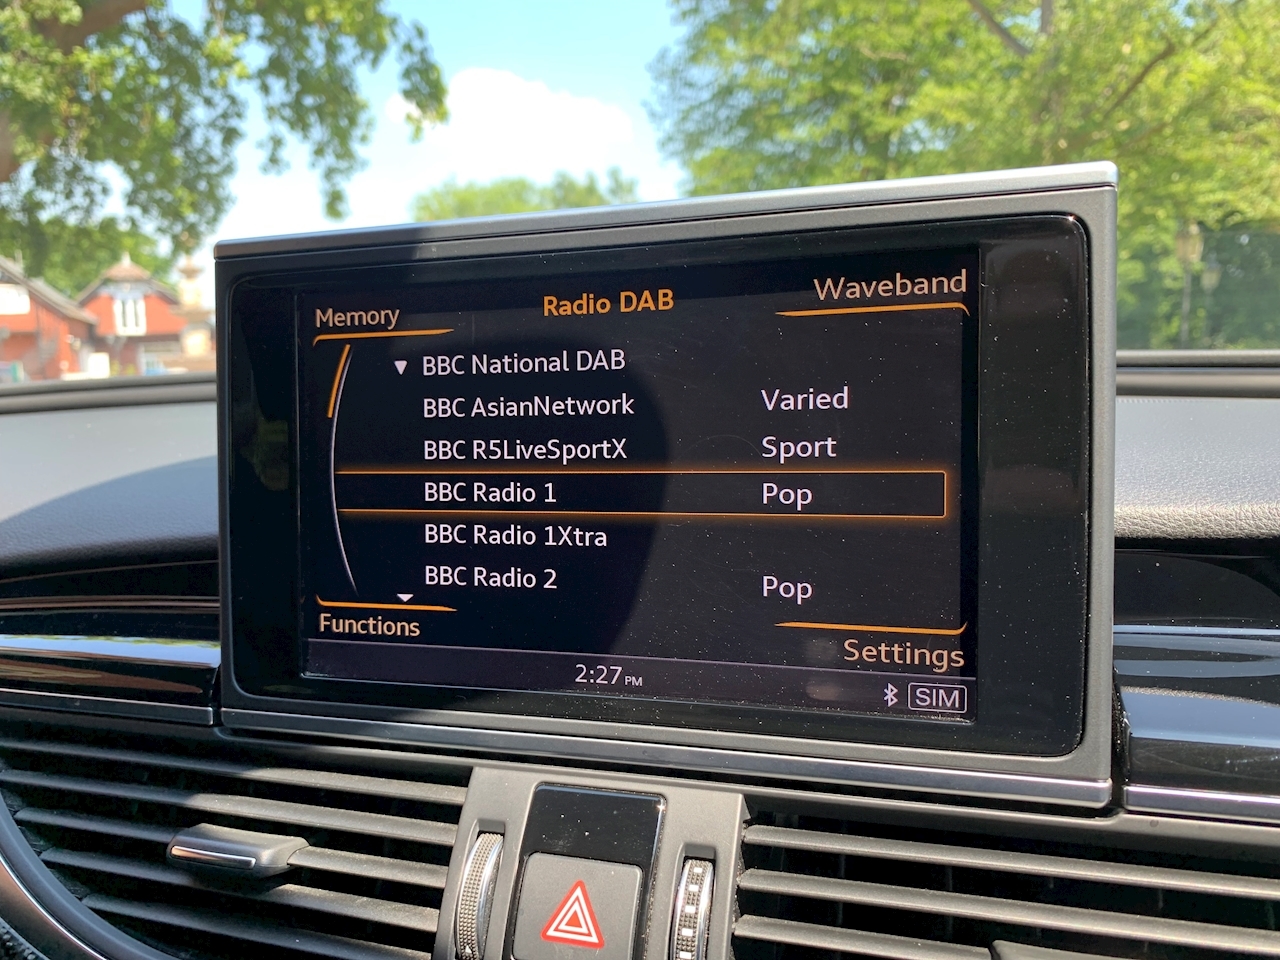 Memory
Radio DAB
Waveband
BBC National DAB
BBC AsianNetwork Varied
BBC R5LiveSportX Sport
BBC Radio 1 Pop
BBC Radio 1Xtra
BBC Radio 2 Pop
Functions
Settings
2:27 PM
SIM